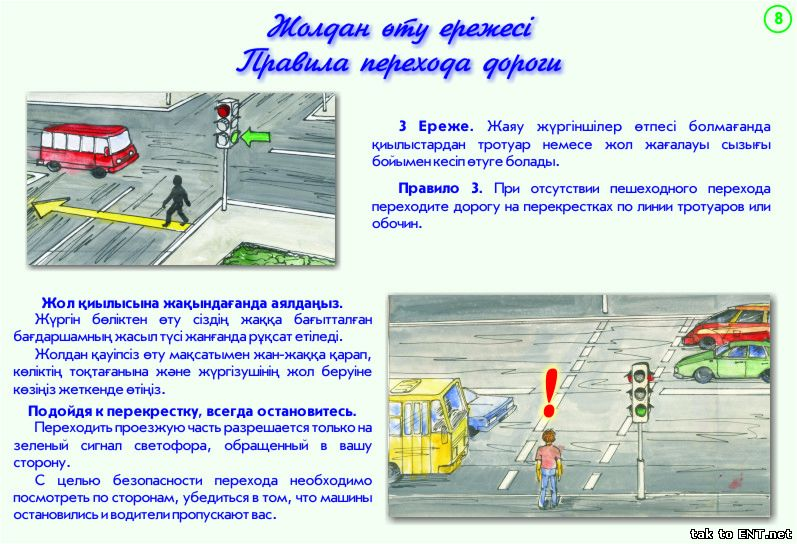 8
Жолдан өту ережесі
Правила перехода дороги
3 Ереже. Жаяу жүргіншілер өтпесі болмағанда
қиылыстардан тротуар немесе жол жағалауы сызығы
бойымен кесіп өтуге болады.
Правило 3. При отсутствии пешеходного перехода
переходите дорогу на перекрестках по линии тротуаров или
обочин.
Жол қиылысына жақындағанда аялдаңыз.
Жүргін бөліктен өту сіздің жаққа бағытталған
бағдаршамның жасыл түсі жанғанда рұқсат етіледі.
Жолдан қауіпсіз өту мақсатымен жан-жаққа қарап,
көліктің тоқтағанына және жүргізушінің жол беруіне
көзіңіз жеткенде өтіңіз.
Подойдя к перекрестку, всегда остановитесь.
Переходить проезжую часть разрешается только на
зеленый сигнал светофора, обращенный в вашу
сторону.
С целью безопасности перехода необходимо
посмотреть по сторонам, убедиться в том, что машины
остановились и водители пропускают вас.
!
tak to ENT.net